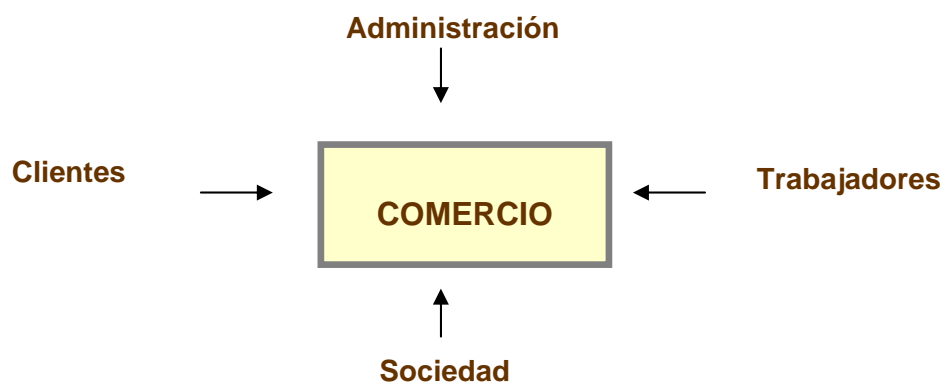 Administración
Clientes
Trabajadores
COMERCIO
Sociedad